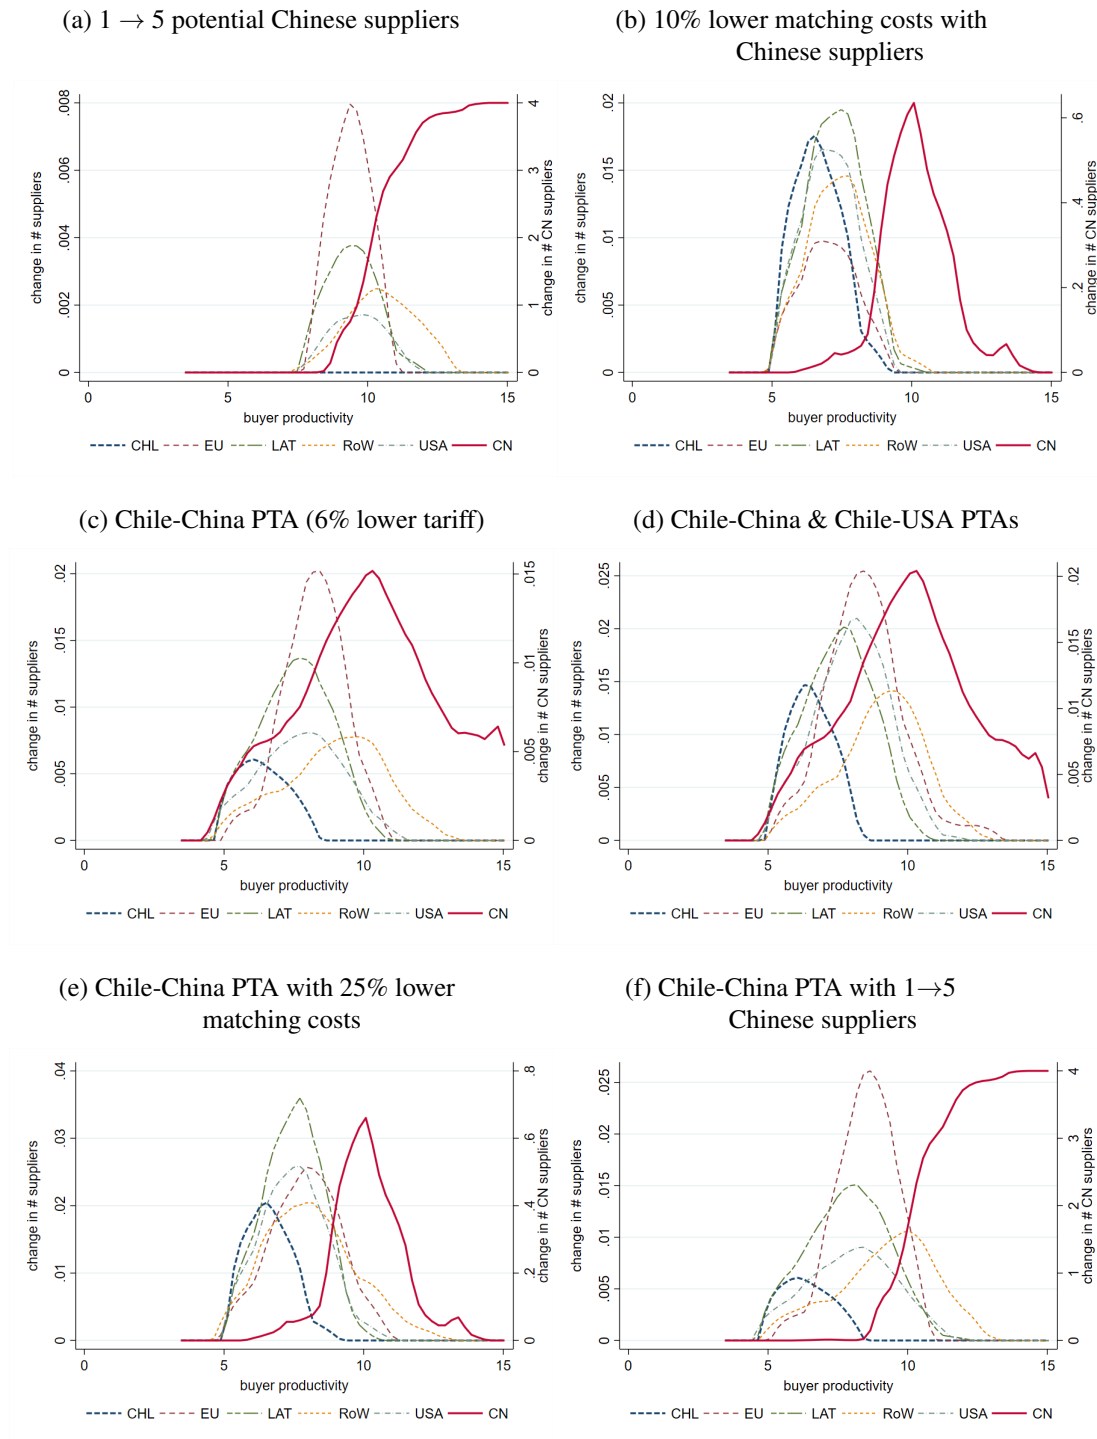 (a) 1 → 5 potential Chinese suppliers
change in # suppliers
0 .002 .004 .006 .008
change in # CN suppliers
0 1 2 3 4
0 5 10 15
buyer productivity
CHL EU LAT RoW USA CN
(b) 10% lower matching costs with
Chinese suppliers
change in # suppliers
0 .005 .01 .015 .02
change in # CN suppliers
0 .2 .4 .6
0 5 10 15
buyer productivity
CHL EU LAT RoW USA CN
(c) Chile-China PTA (6% lower tariff)
change in # suppliers
0 .005 .01 .015 .02
change in # CN suppliers
0 .005 .01 .015
0 5 10 15
buyer productivity
CHL EU LAT RoW USA CN
(d) Chile-China & Chile-USA PTAs
change in # suppliers
0 .005 .01 .015 .02 .025
change in # CN suppliers
0 .005 .01 .015 .02
0 5 10 15
buyer productivity
CHL EU LAT RoW USA CN
(e) Chile-China PTA with 25% lower
matching costs
change in # suppliers
0 .01 .02 .03 .04
change in # CN suppliers
0 .2 .4 .6 .8
0 5 10 15
buyer productivity
CHL EU LAT RoW USA CN
(f) Chile-China PTA with 1→5
Chinese suppliers
change in # suppliers
0 .005 .01 .015 .02 .025
change in # CN suppliers
0 1 2 3 4
0 5 10 15
buyer productivity
CHL EU LAT RoW USA CN